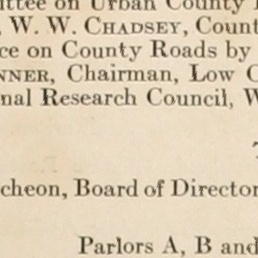 ittee on Urban County
, W. W. CHADSEY, Count
ce on County Roads by
NNER, Chairman, Low C
nal Research Council, W
cheon, Board of Director
Parlors A, B and